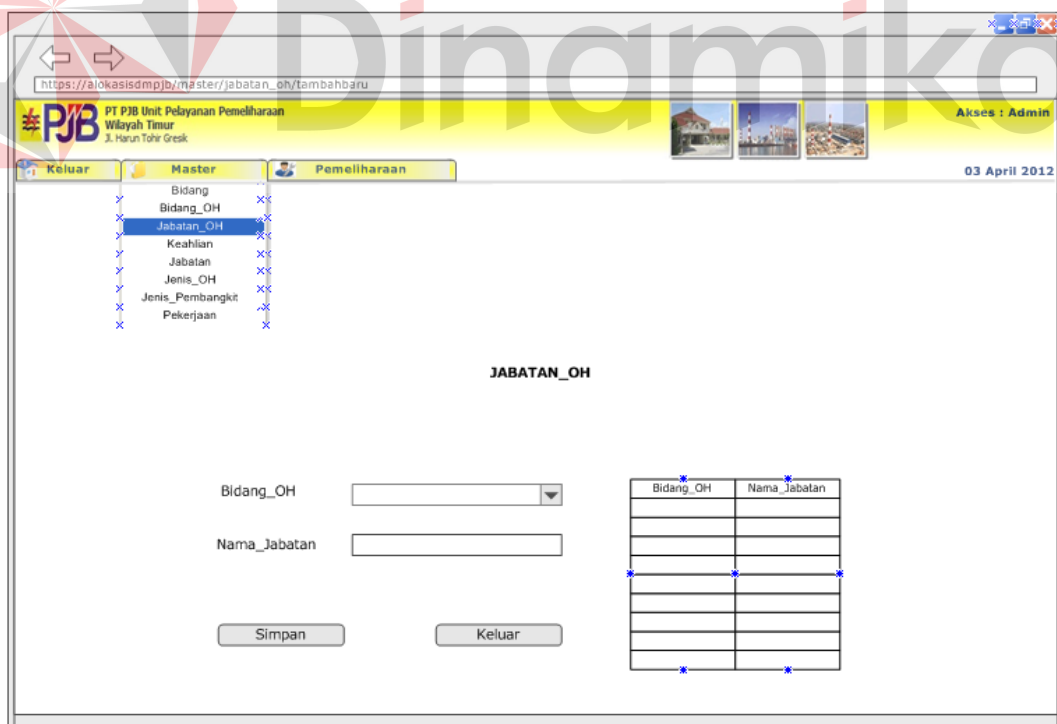 Dinamika
https://alokasisdmpjb/master/jabatan_oh/tambahbaru
PJB
PT PJB Unit Pelayanan Pemeliharaan
Wilayah Timur
Jl. Harun Tohir Gresik
Akses : Admin
Keluar Master Pemeliharaan
03 April 2012
Bidang
Bidang_OH
Jabatan_OH
Keahlian
Jabatan
Jenis_OH
Jenis_Pembangkit
Pekerjaan
JABATAN_OH
Bidang_OH
Nama_Jabatan
Simpan Keluar
Bidang_OH Nama_Jabatan